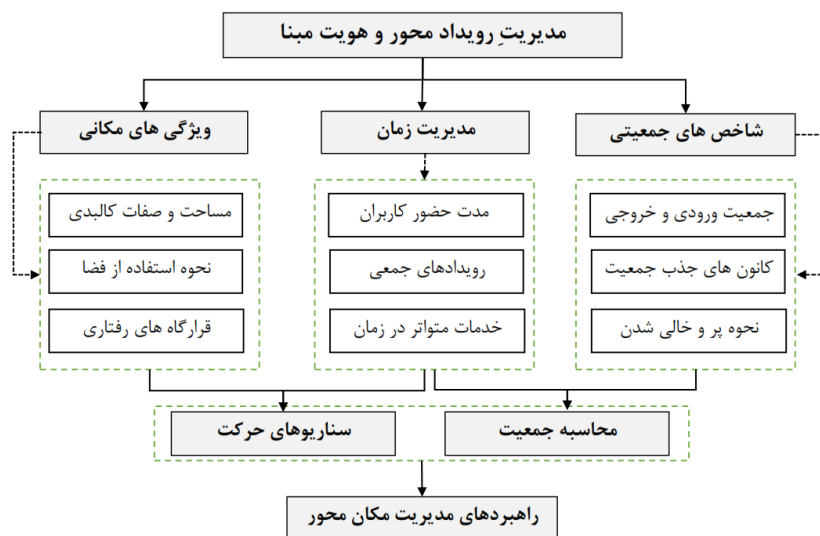 مدیریتِ رویداد محور و هویت مبنا
شاخص های جمعیتی
مدیریت زمان
ویژگی های مکانی
جمعیت ورودی و خروجی
کانون های جذب جمعیت
نحوه پر و خالی شدن
مدت حضور کاربران
رویدادهای جمعی
خدمات متواتر در زمان
مساحت و صفات کالبدی
نحوه استفاده از فضا
قرارگاه های رفتاری
محاسبه جمعیت
سناریوهای حرکت
راهبردهای مدیریت مکان محور